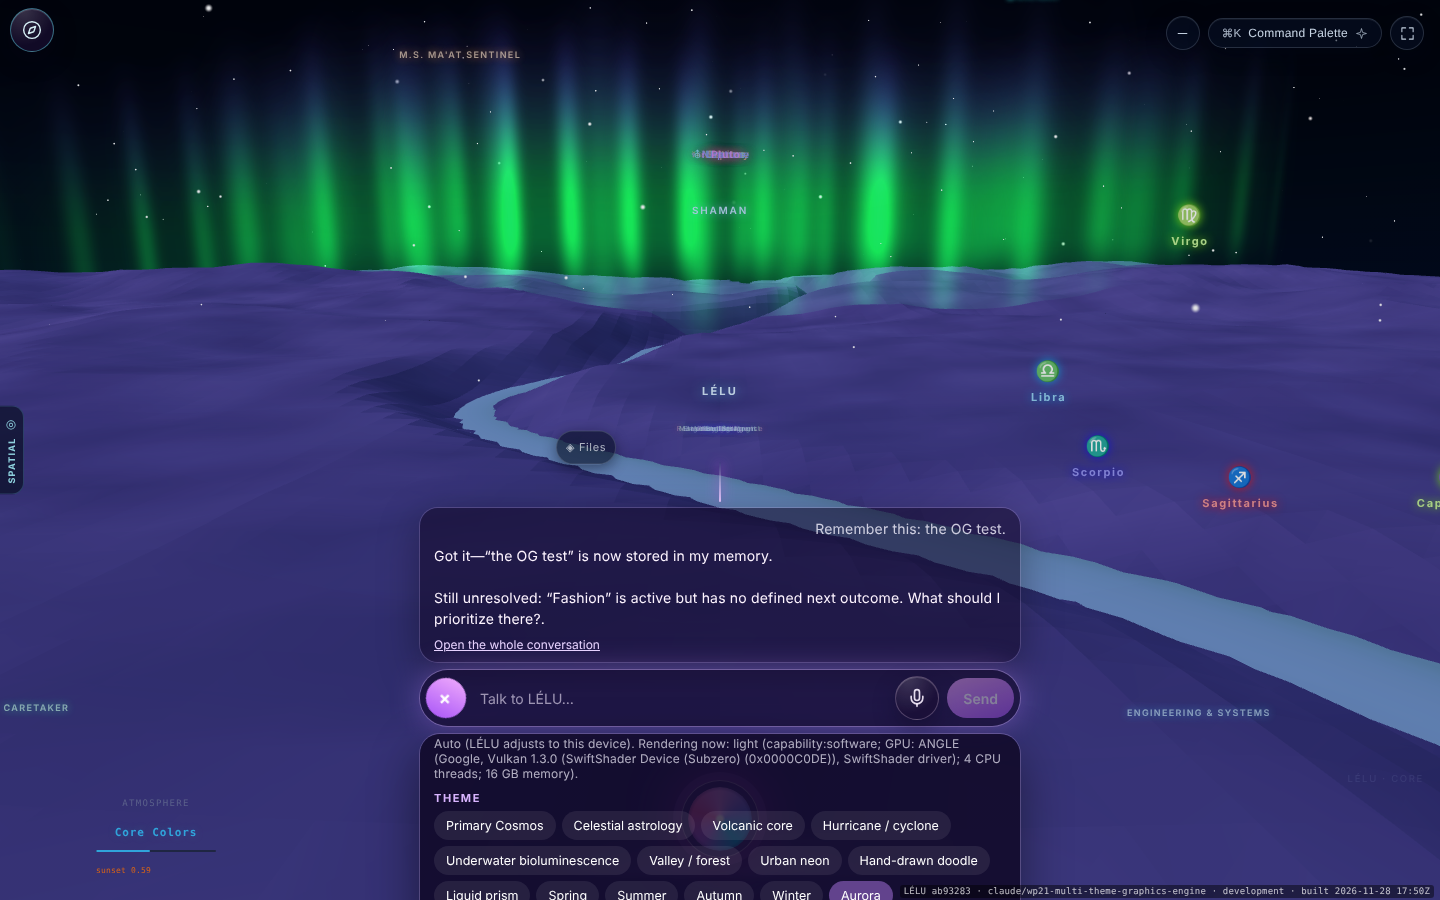 M.S. MA'AT SENTINEL
⌘K Command Palette
SHAMAN
Virgo
LÉLU
Libra
◈ Files
SPATIAL
Scorpio
Sagittarius
Remember this: the OG test.
Got it—“the OG test” is now stored in my memory.
Still unresolved: “Fashion” is active but has no defined next outcome. What should I
prioritize there?.
Open the whole conversation
Talk to LÉLU...
Send
CARETAKER
ENGINEERING & SYSTEMS
Auto (LÉLU adjusts to this device). Rendering now: light (capability:software; GPU: ANGLE
(Google, Vulkan 1.3.0 (SwiftShader Device (Subzero) (0x0000C0DE)), SwiftShader driver); 4 CPU
threads; 16 GB memory).
LÉLU CORE
THEME
ATMOSPHERE
Primary Cosmos Celestial astrology Volcanic core Hurricane / cyclone
Core Colors
Underwater bioluminescence Valley / forest Urban neon Hand-drawn doodle
sunset 0.59
Liquid prism Spring Summer Autumn Winter Aurora
LÉLU ab93283 · claude/wp21-multi-theme-graphics-engine · development · built 2026-11-28 17:50Z